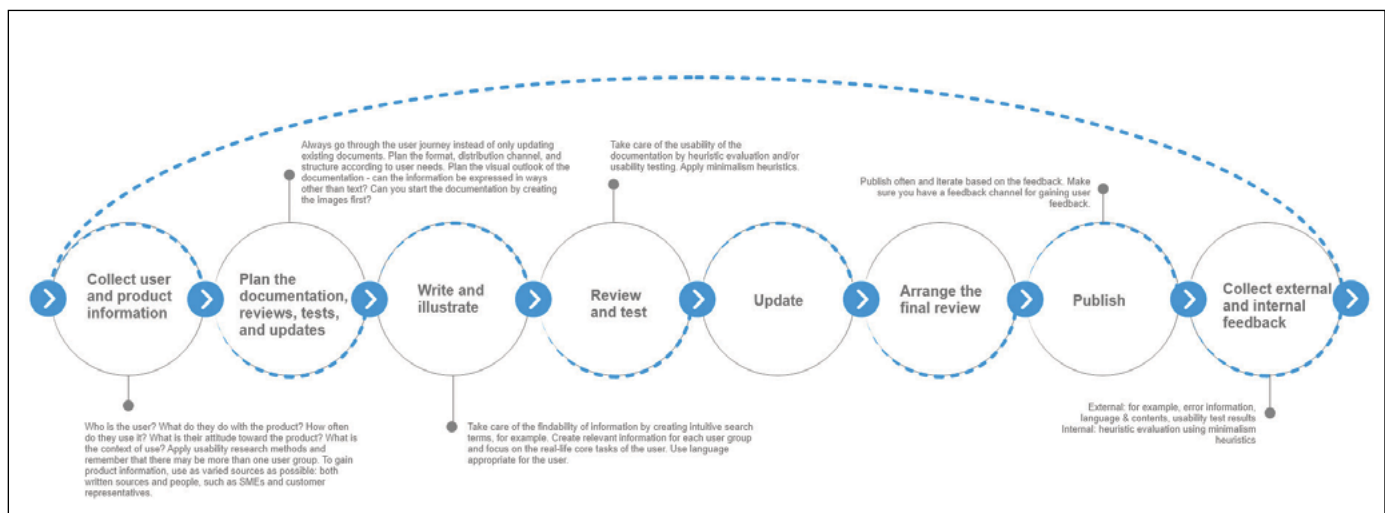 Always go through the user journey instead of only updating
existing documents. Plan the format, distribution channel, and
structure according to user needs. Plan the visual outlook of the
documentation - can the information be expressed in ways
other than text? Can you start the documentation by creating
the images first?
Take care of the usability of the
documentation by heuristic evaluation and/or
usability testing. Apply minimalism heuristics.
Publish often and iterate based on the feedback. Make
sure you have a feedback channel for gaining user
feedback.
Collect user
and product
information
Plan the
documentation,
reviews, tests,
and updates
Write and
illustrate
Review
and test
Update
Arrange the
final review
Publish
Collect external
and internal
feedback
Who is the user? What do they do with the product? How often
do they use it? What is their attitude toward the product? What is
the context of use? Apply usability research methods and
remember that there may be more than one user group. To gain
product information, use as varied sources as possible: both
written sources and people, such as SMEs and customer
representatives.
Take care of the findability of information by creating intuitive search
terms, for example. Create relevant information for each user group
and focus on the real-life core tasks of the user. Use language
appropriate for the user.
External: for example, error information,
language & contents, usability test results
Internal: heuristic evaluation using minimalism
heuristics